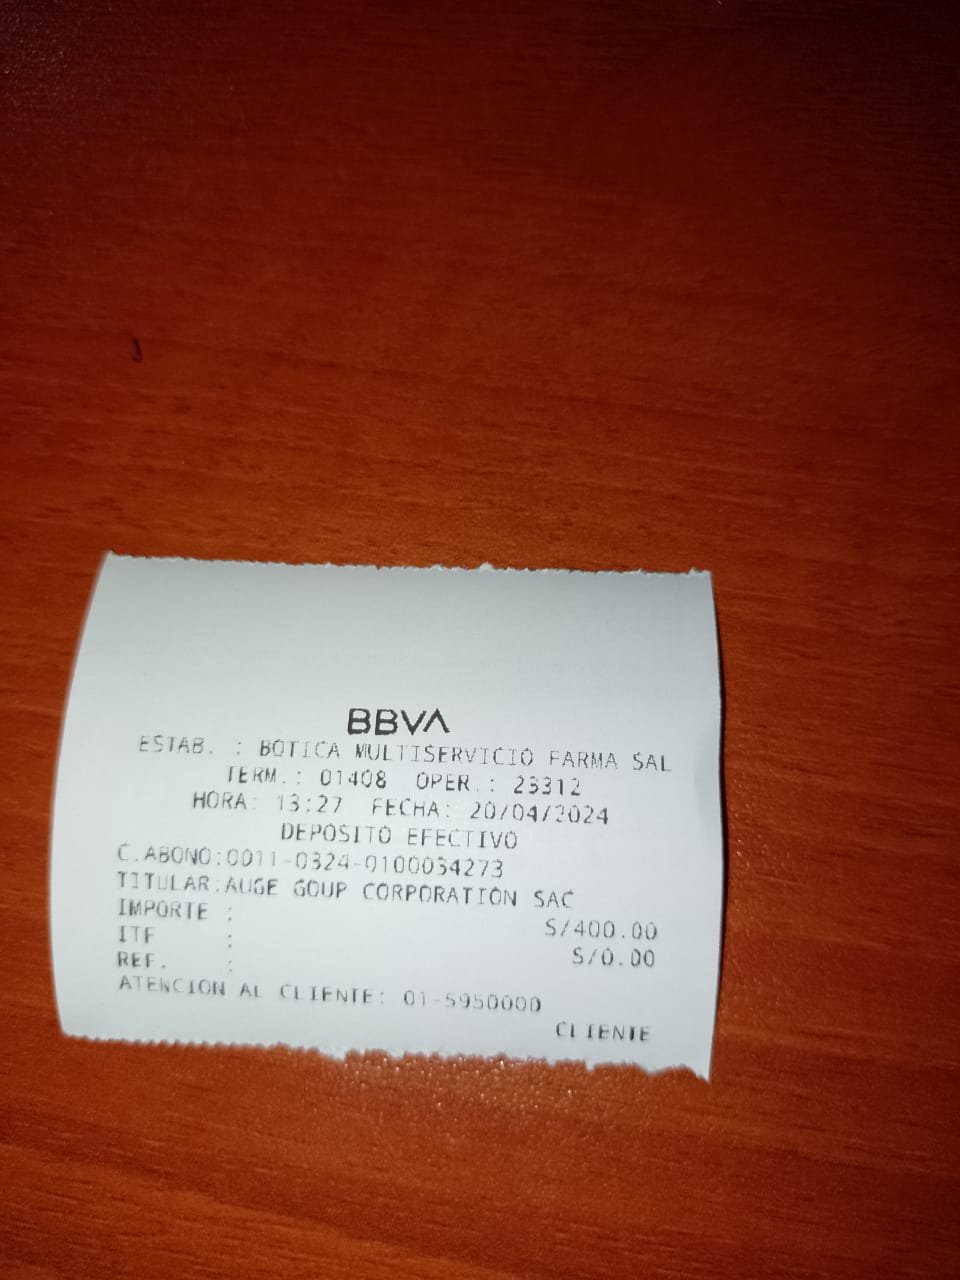 BBVA
ESTAB. : BOTICA MULTISERVICIO FARMA SAL
TERM.: 01408 OPER.: 23312
HORA: 13:27 FECHA: 20/04/2024
DEPOSITO EFECTIVO
C.ABONO:0011-0324-0100034273
TITULAR:AUGE GOUP CORPORATION SAC
IMPORTE : S/400.00
ITF : S/0.00
REF. :
ATENCION AL CLIENTE: 01-5950000
CLIENTE